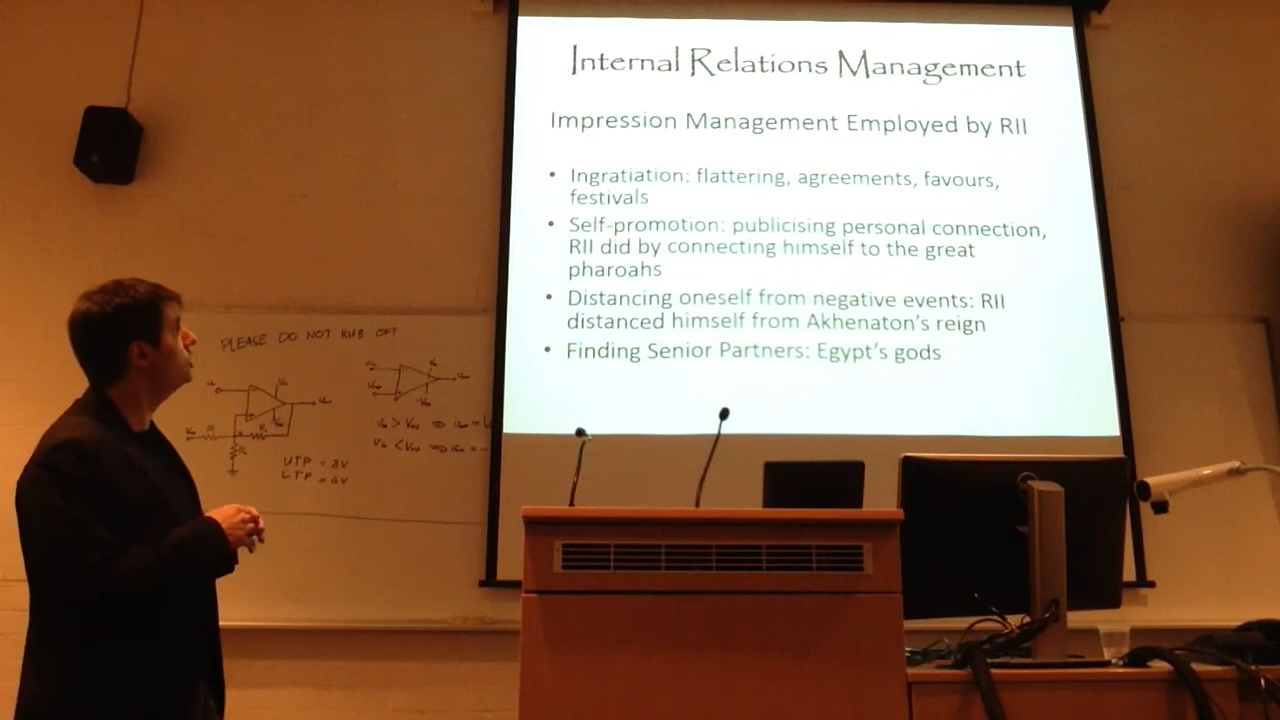 Internal Relations Management
Impression Management Employed by RII
• Ingratiation: flattering, agreements, favours,
festivals
• Self-promotion: publicising personal connection,
RII did by connecting himself to the great
pharoahs
• Distancing oneself from negative events: RII
distanced himself from Akhenaton's reign
• Finding Senior Partners: Egypt's gods
PLEASE DO NOT RUB OFF
UTP = 8V